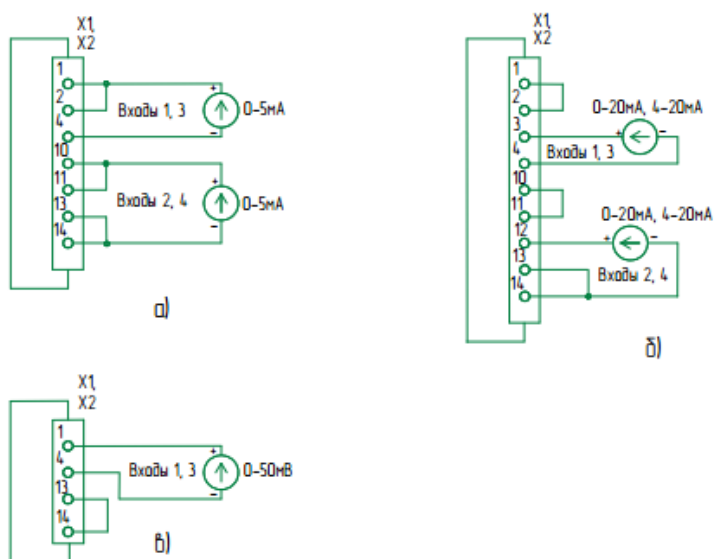 X1,
X2
1
2
4
10
11
13
14
+
Входы 1, 3
0-5мА
-
+
Входы 2, 4
0-5мА
-
а)
X1,
X2
1
2
3
4
10
11
12
13
14
0-20мА, 4-20мА
+ -
Входы 1, 3
0-20мА, 4-20мА
+ -
Входы 2, 4
б)
X1,
X2
1
4
13
14
+
Входы 1, 3
0-50мВ
-
в)